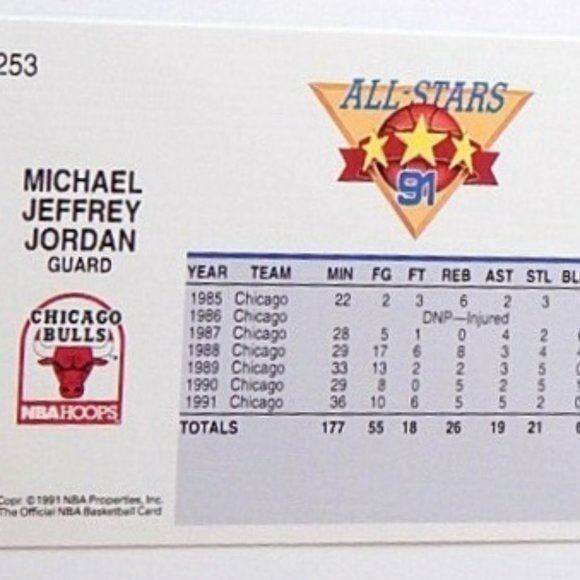 253
ALL-STARS
91
MICHAEL
JEFFREY
JORDAN
GUARD
CHICAGO
BULLS
NBA HOOPS
YEAR TEAM MIN FG FT REB AST STL BL
1985 Chicago 22 2 3 6 2 3
1986 Chicago DNP—Injured
1987 Chicago 28 5 1 0 4 2
1988 Chicago 29 17 6 8 3 4
1989 Chicago 33 13 2 2 3 5
1990 Chicago 29 8 0 5 2 5
1991 Chicago 36 10 6 5 5 2
TOTALS 177 55 18 26 19 21
Copr. ©1991 NBA Properties, Inc.
The Official NBA Basketball Card